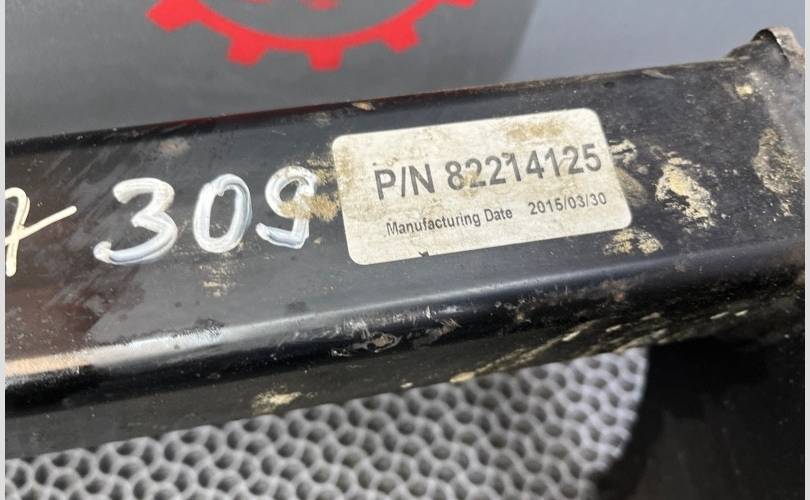 309
P/N 82214125
Manufacturing Date 2015/03/30